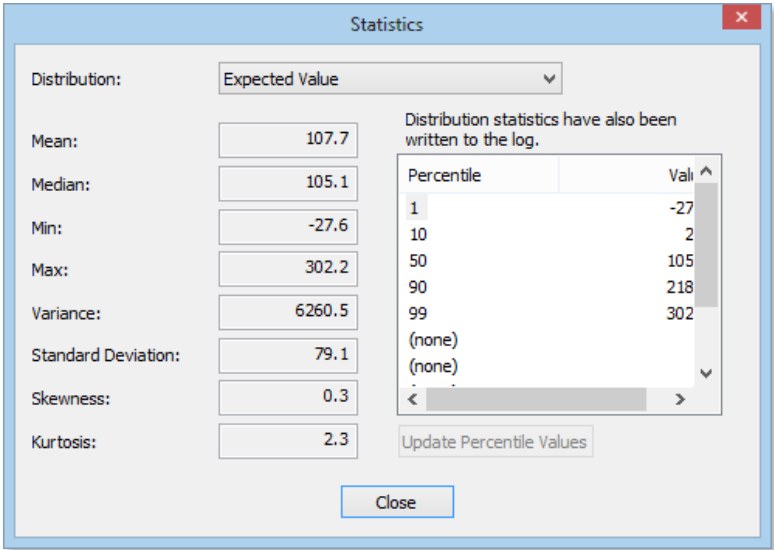 Statistics
Distribution: Expected Value
Distribution statistics have also been
written to the log.
Mean: 107.7
Median: 105.1
Min: -27.6
Max: 302.2
Variance: 6260.5
Standard Deviation: 79.1
Skewness: 0.3
Kurtosis: 2.3
Percentile
1 -27
10 2
50 105
90 218
99 302
(none)
(none)
Update Percentile Values
Close